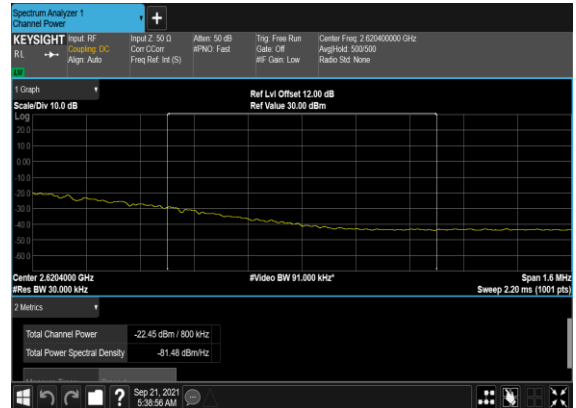 Spectrum Analyzer 1
Channel Power
KEYSIGHT
R L
Input: RF
Coupling: DC
Align: Auto
Input Z: 50 Ω
Corr CCorr
Freq Ref: Int (S)
Atten: 50 dB
#PNO: Fast
Trig: Free Run
Gate: Off
#IF Gain: Low
Center Freq: 2.620400000 GHz
Avg|Hold: 500/500
Radio Std: None
1 Graph
Scale/Div 10.0 dB
Ref Lvl Offset 12.00 dB
Ref Value 30.00 dBm
Log
20.0
10.0
0.00
-10.0
-20.0
-30.0
-40.0
-50.0
-60.0
Center 2.6204000 GHz
#Video BW 91.000 kHz*
Span 1.6 MHz
#Res BW 30.000 kHz
Sweep 2.20 ms (1001 pts)
2 Metrics
Total Channel Power -22.45 dBm / 800 kHz
Total Power Spectral Density -81.48 dBm/Hz
?
Sep 21, 2021
5:38:56 AM